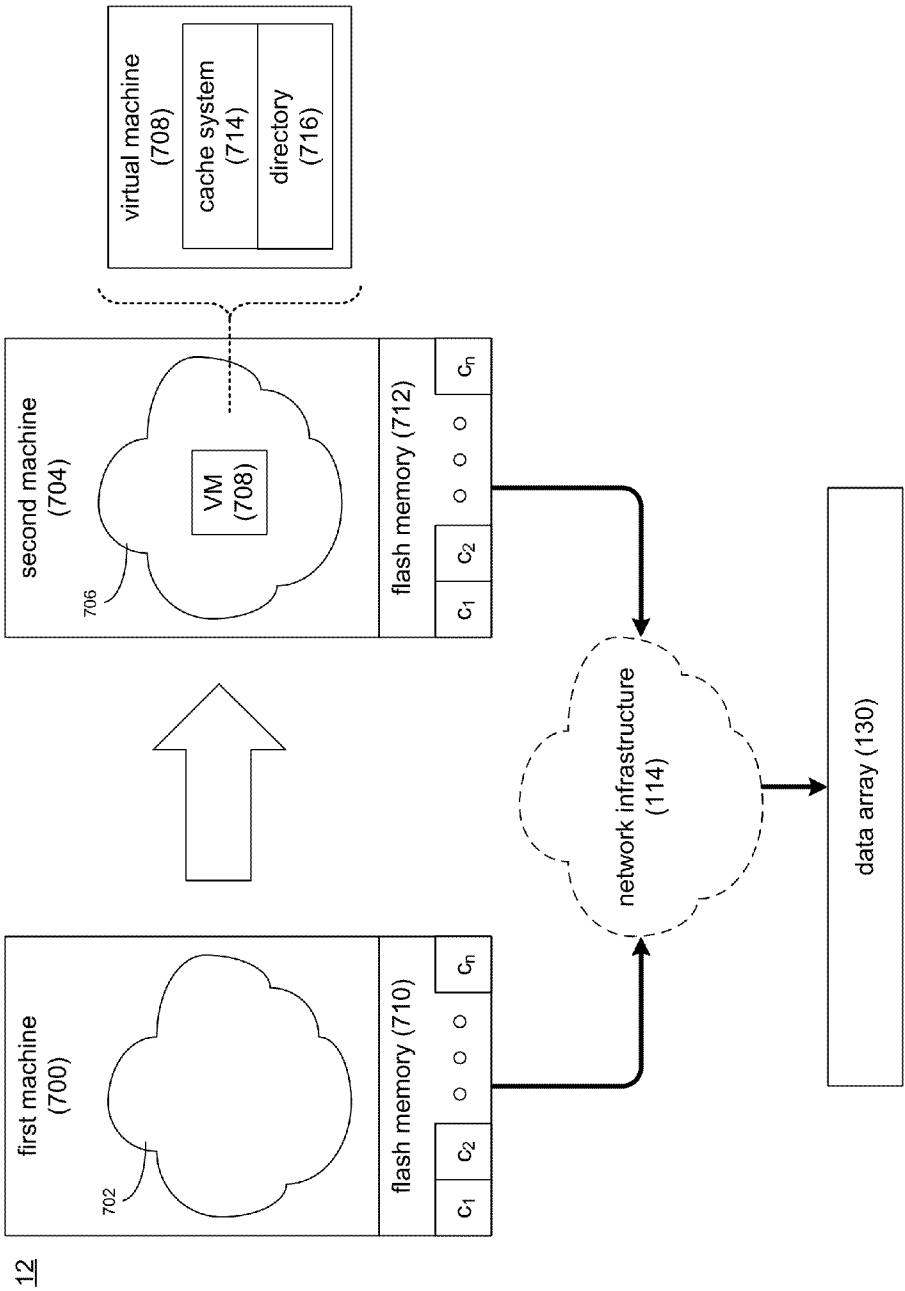 12
first machine
(700)
702
flash memory (710)
c1
c2
cn
second machine
(704)
706
VM
(708)
flash memory (712)
c1
c2
cn
virtual machine
(708)
cache system
(714)
directory
(716)
network infrastructure
(114)
data array (130)